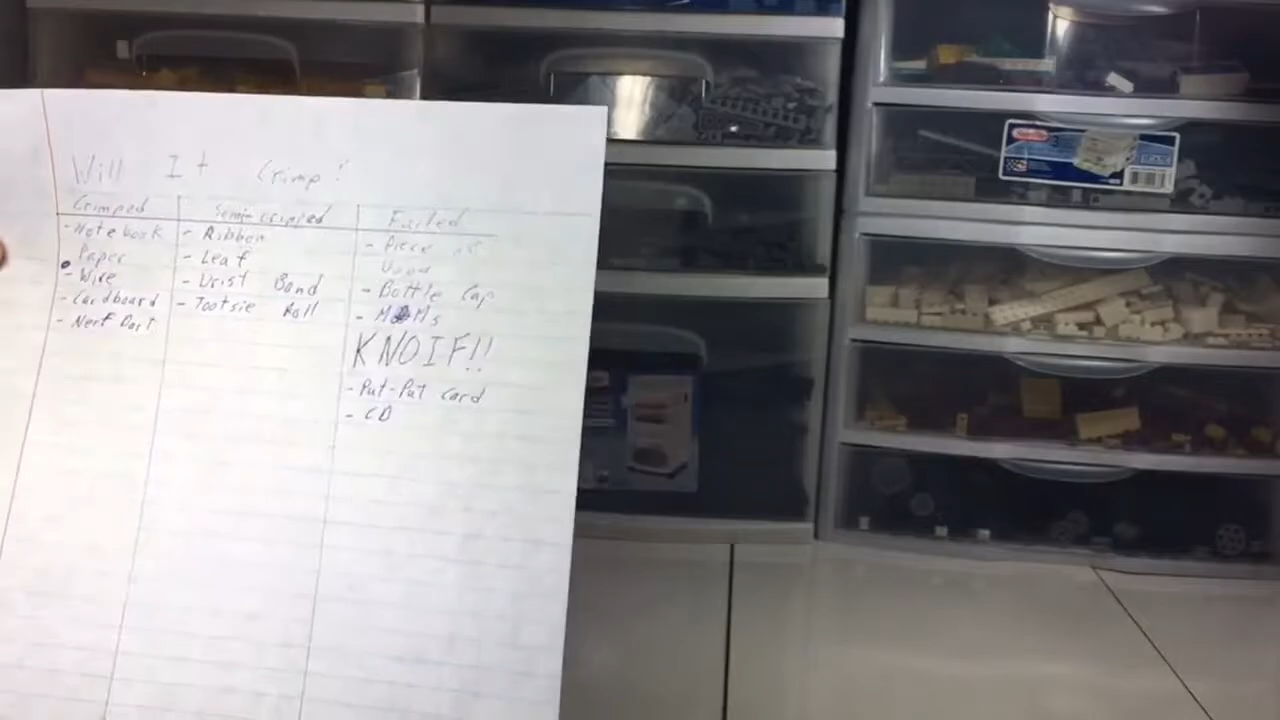 Will It Crimp?
Crimped
- Notebook
Paper
- Wire
- Cardboard
- Nerf Dart
Semi-crimped
- Ribbon
- Leaf
- Wrist Band
- Tootsie Roll
Failed
- Piece of
Wood
- Bottle Cap
- M&Ms
KNOIF!!
- Put-Put Card
- CD